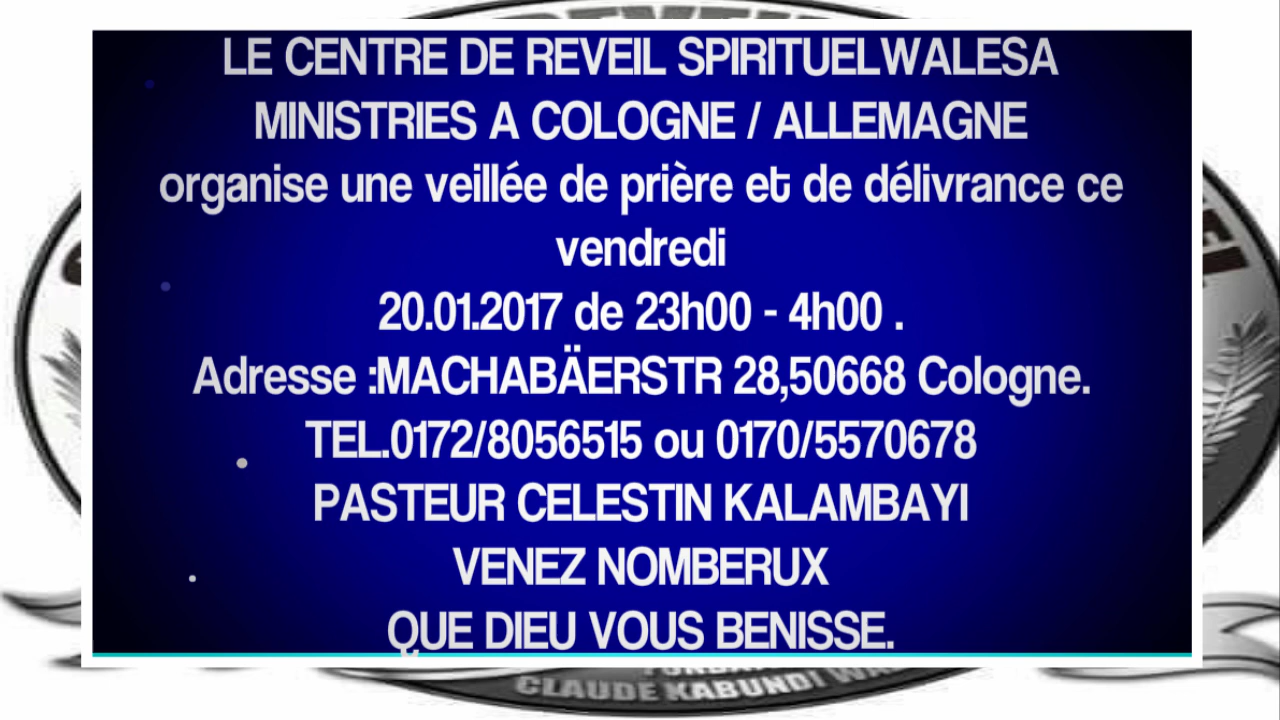 LE CENTRE DE REVEIL SPIRITUELWALESA
MINISTRIES A COLOGNE / ALLEMAGNE
organise une veillée de prière et de délivrance ce
vendredi
20.01.2017 de 23h00 - 4h00 .
Adresse :MACHABÄERSTR 28,50668 Cologne.
TEL.0172/8056515 ou 0170/5570678
PASTEUR CELESTIN KALAMBAYI
VENEZ NOMBERUX
QUE DIEU VOUS BENISSE.
CLAUDE KABUNDI